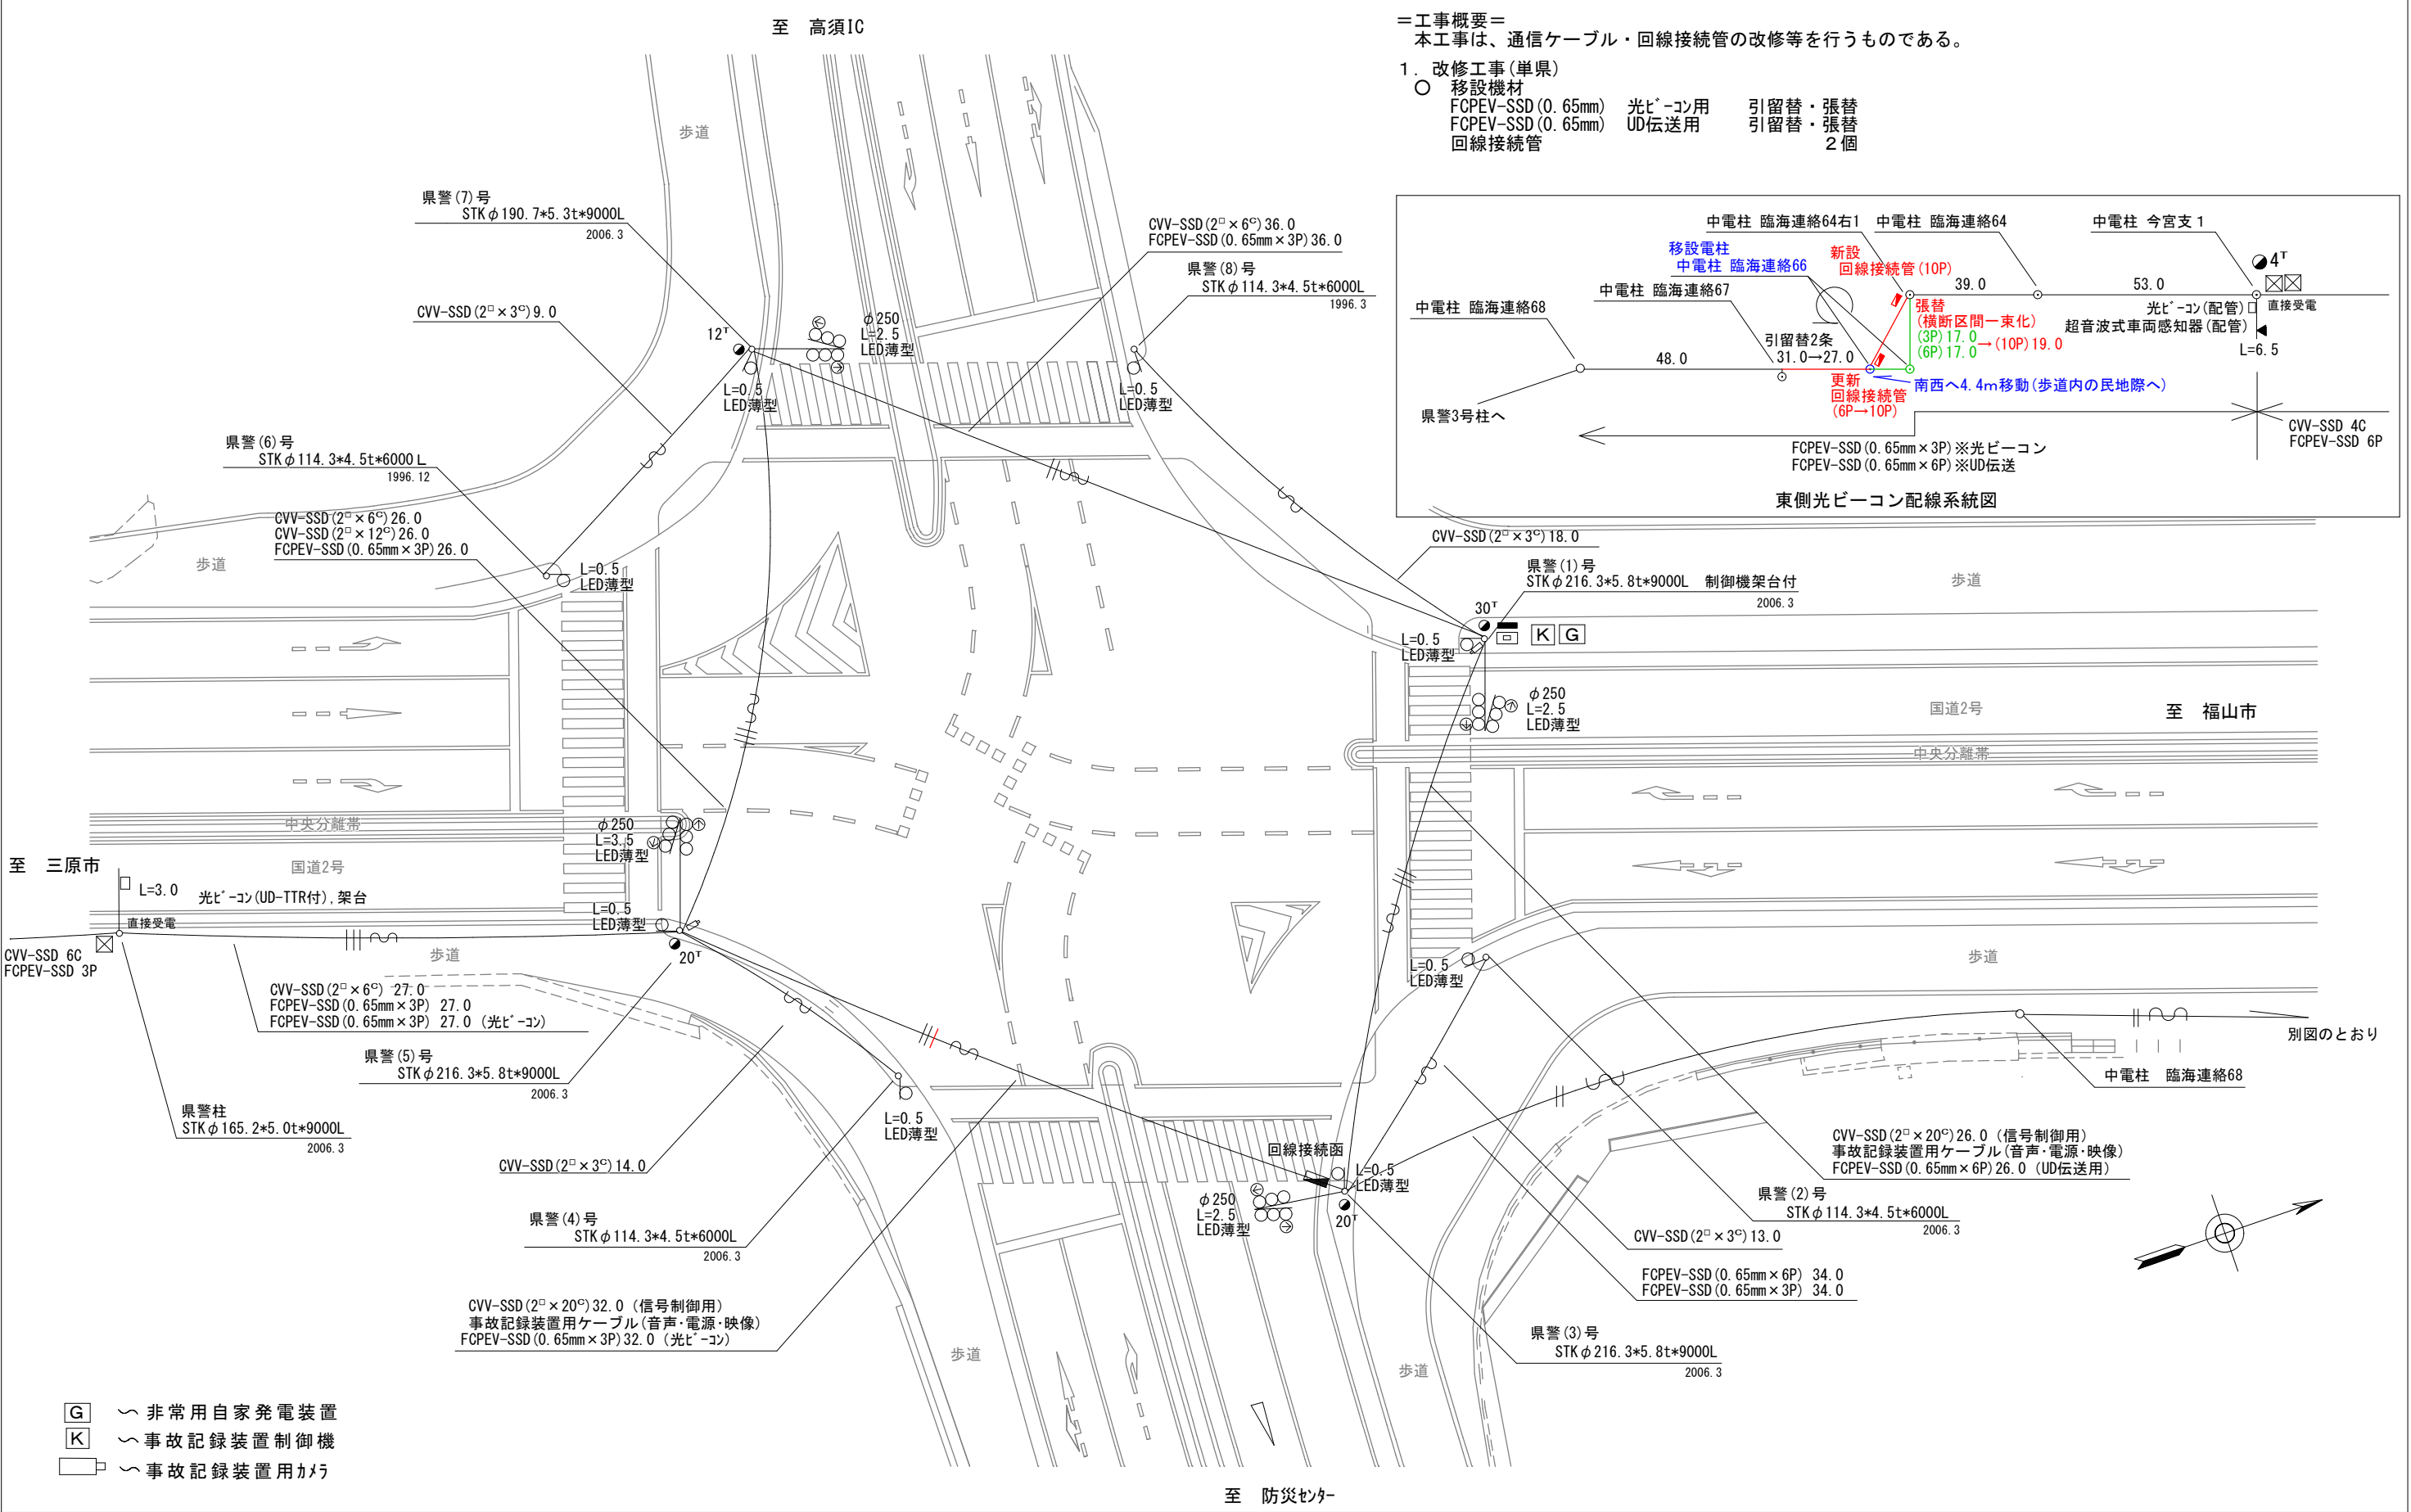 至　高須IC
＝工事概要＝
本工事は、通信ケーブル・回線接続管の改修等を行うものである。
1. 改修工事(単県)
○　移設機材
FCPEV-SSD(0.65mm)　光ﾋﾞｰｺﾝ用　引留替・張替
FCPEV-SSD(0.65mm)　UD伝送用　引留替・張替
回線接続管　2個
歩道
県警(7)号
STKφ190.7*5.3t*9000L
2006.3
CVV-SSD(2□×6C)36.0
FCPEV-SSD(0.65mm×3P)36.0
県警(8)号
STKφ114.3*4.5t*6000L
1996.3
CVV-SSD(2□×3C)9.0
12T
φ250
L=2.5
LED薄型
L=0.5
LED薄型
L=0.5
LED薄型
中電柱 臨海連絡64右1
中電柱 臨海連絡64
中電柱 今宮支1
移設電柱
中電柱 臨海連絡66
新設
回線接続管(10P)
4T
39.0
53.0
中電柱 臨海連絡67
中電柱 臨海連絡68
張替
(横断区間一束化)
(3P)17.0
(6P)17.0
→(10P)19.0
光ﾋﾞｰｺﾝ(配管)
直接受電
超音波式車両感知器(配管)
L=6.5
引留替2条
31.0→27.0
48.0
更新
回線接続管
(6P→10P)
南西へ4.4m移動(歩道内の民地際へ)
県警3号柱へ
CVV-SSD 4C
FCPEV-SSD 6P
FCPEV-SSD(0.65mm×3P)※光ビーコン
FCPEV-SSD(0.65mm×6P)※UD伝送
東側光ビーコン配線系統図
県警(6)号
STKφ114.3*4.5t*6000L
1996.12
CVV-SSD(2□×6C)26.0
CVV-SSD(2□×12C)26.0
FCPEV-SSD(0.65mm×3P)26.0
歩道
L=0.5
LED薄型
CVV-SSD(2□×3C)18.0
県警(1)号
STKφ216.3*5.8t*9000L　制御機架台付
2006.3
歩道
30T
K
G
L=0.5
LED薄型
φ250
L=2.5
LED薄型
国道2号
至　福山市
中央分離帯
中央分離帯
φ250
L=3.5
LED薄型
至　三原市
国道2号
L=3.0
光ﾋﾞｰｺﾝ(UD-TTR付),架台
直接受電
L=0.5
LED薄型
20T
CVV-SSD 6C
FCPEV-SSD 3P
歩道
歩道
L=0.5
LED薄型
CVV-SSD(2□×6C) 27.0
FCPEV-SSD(0.65mm×3P) 27.0
FCPEV-SSD(0.65mm×3P) 27.0 (光ﾋﾞｰｺﾝ)
別図のとおり
県警(5)号
STKφ216.3*5.8t*9000L
2006.3
中電柱　臨海連絡68
県警柱
STKφ165.2*5.0t*9000L
2006.3
L=0.5
LED薄型
CVV-SSD(2□×3C)14.0
回線接続函
L=0.5
LED薄型
CVV-SSD(2□×20C)26.0 (信号制御用)
事故記録装置用ケーブル(音声・電源・映像)
FCPEV-SSD(0.65mm×6P)26.0 (UD伝送用)
φ250
L=2.5
LED薄型
20T
県警(2)号
STKφ114.3*4.5t*6000L
2006.3
県警(4)号
STKφ114.3*4.5t*6000L
2006.3
CVV-SSD(2□×3C)13.0
FCPEV-SSD(0.65mm×6P) 34.0
FCPEV-SSD(0.65mm×3P) 34.0
CVV-SSD(2□×20C)32.0 (信号制御用)
事故記録装置用ケーブル(音声・電源・映像)
FCPEV-SSD(0.65mm×3P)32.0 (光ﾋﾞｰｺﾝ)
県警(3)号
STKφ216.3*5.8t*9000L
2006.3
歩道
歩道
G　～ 非常用自家発電装置
K　～ 事故記録装置制御機
～ 事故記録装置用ｶﾒﾗ
至　防災ｾﾝﾀｰ